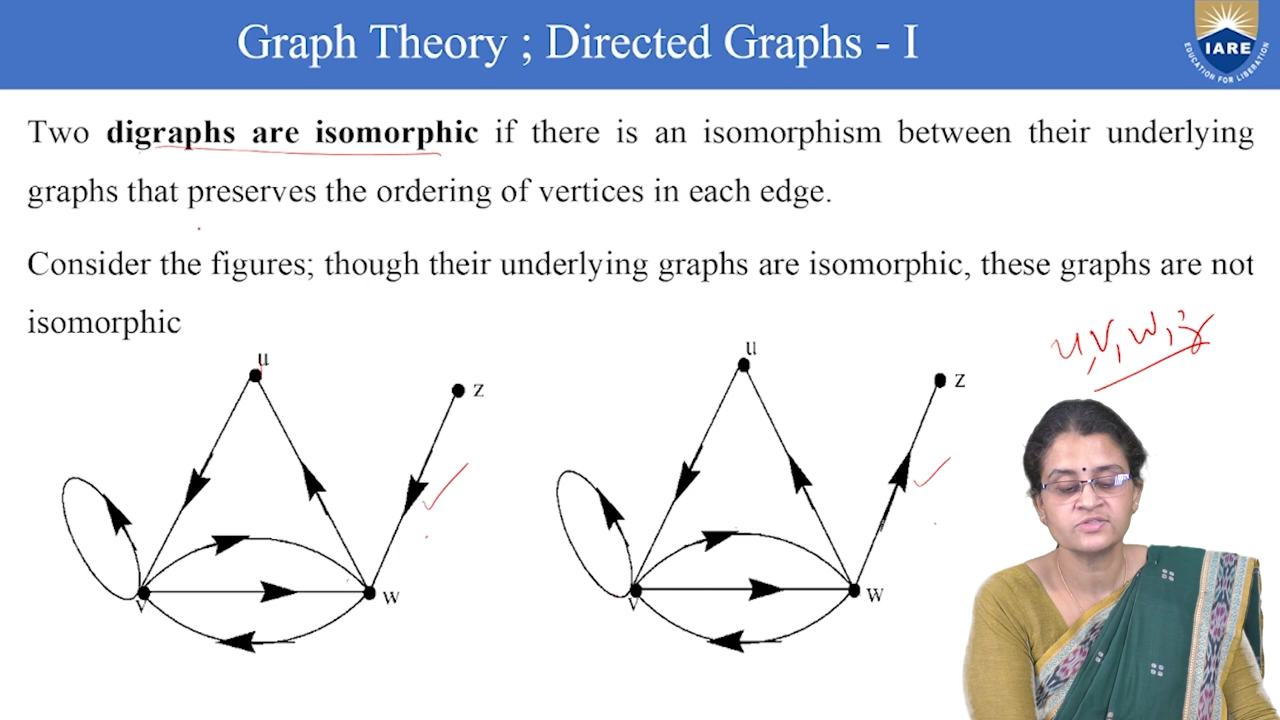 Graph Theory ; Directed Graphs - I
IARE
EDUCATION FOR LIBERATION
Two digraphs are isomorphic if there is an isomorphism between their underlying
graphs that preserves the ordering of vertices in each edge.
Consider the figures; though their underlying graphs are isomorphic, these graphs are not
isomorphic
u,v,w,z
u
z
v
w
u
z
v
w